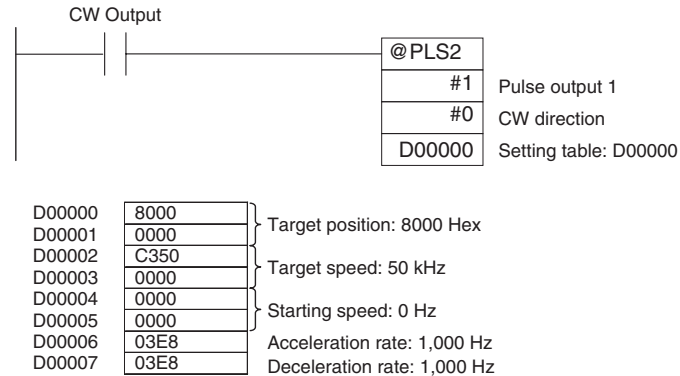 CW Output
@PLS2
#1 Pulse output 1
#0 CW direction
D00000 Setting table: D00000
D00000 8000
D00001 0000
Target position: 8000 Hex
D00002 C350
D00003 0000
Target speed: 50 kHz
D00004 0000
D00005 0000
Starting speed: 0 Hz
D00006 03E8 Acceleration rate: 1,000 Hz
D00007 03E8 Deceleration rate: 1,000 Hz